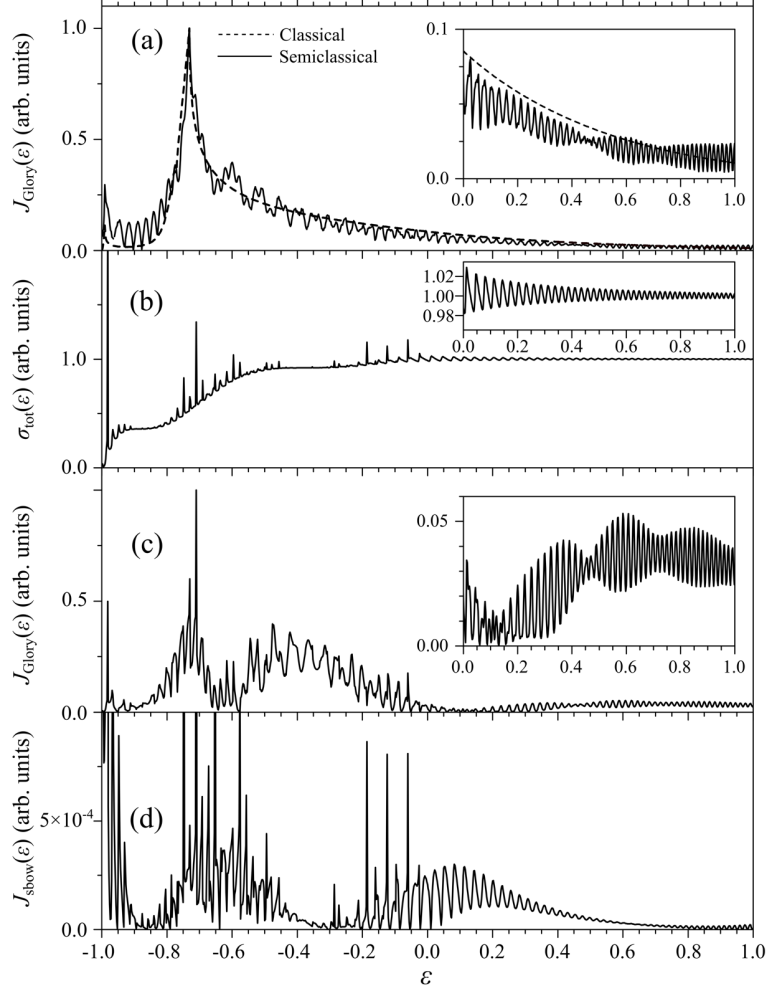 (a)
Classical
Semiclassical
J_Glory(ε) (arb. units)
1.0
0.5
0.0
0.1
0.0
0.0 0.2 0.4 0.6 0.8 1.0
(b)
σ_tot(ε) (arb. units)
1.0
0.0
1.02
1.00
0.98
0.0 0.2 0.4 0.6 0.8 1.0
(c)
J_Glory(ε) (arb. units)
0.5
0.0
0.05
0.00
0.0 0.2 0.4 0.6 0.8 1.0
(d)
J_sbow(ε) (arb. units)
5×10⁻⁴
0.0
-1.0 -0.8 -0.6 -0.4 -0.2 0.0 0.2 0.4 0.6 0.8 1.0
ε